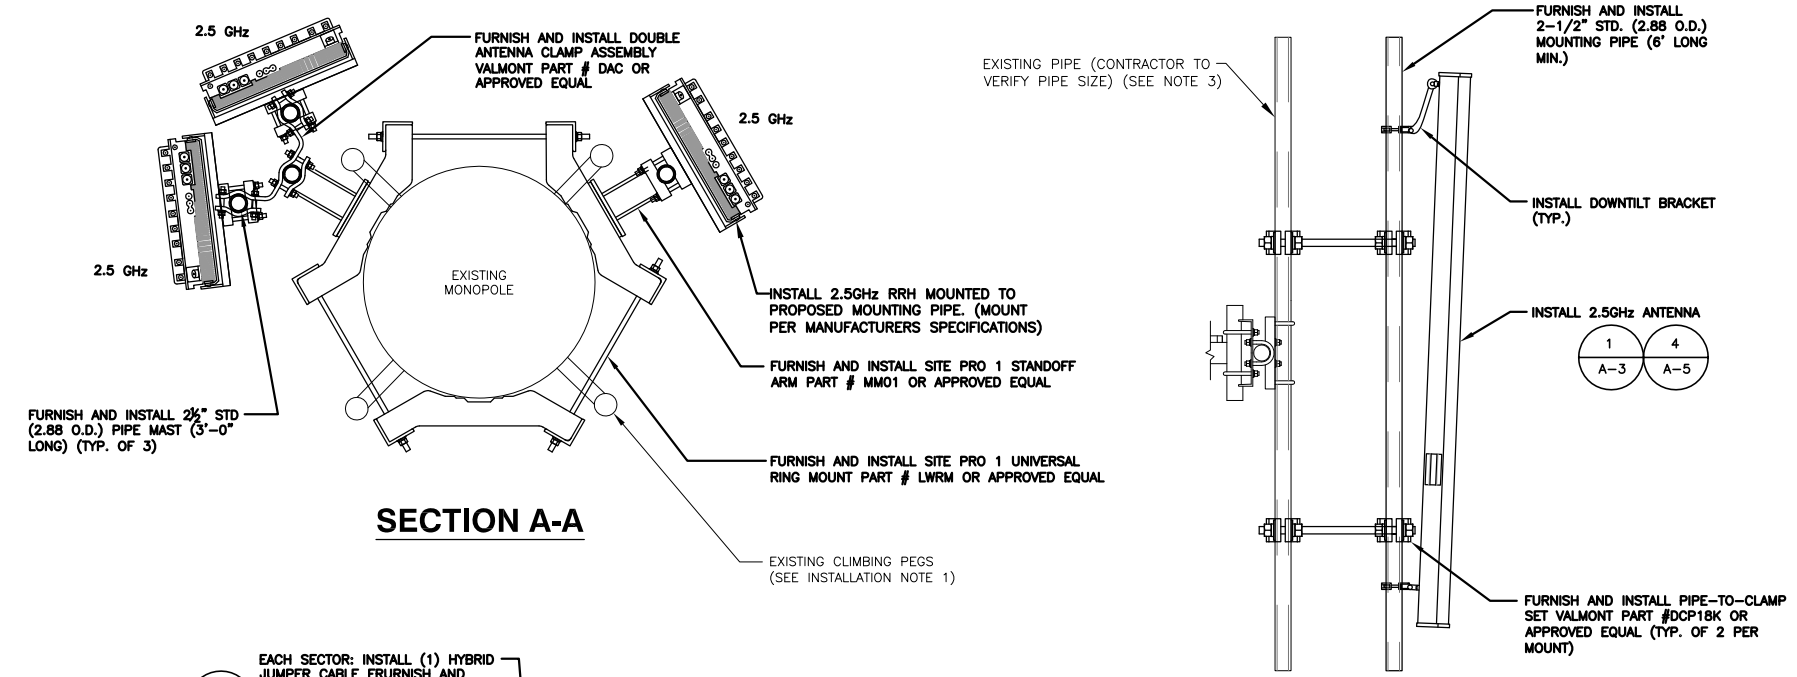 2.5 GHz
FURNISH AND INSTALL DOUBLE
ANTENNA CLAMP ASSEMBLY
VALMONT PART # DAC OR
APPROVED EQUAL
2.5 GHz
2.5 GHz
EXISTING
MONOPOLE
INSTALL 2.5GHz RRH MOUNTED TO
PROPOSED MOUNTING PIPE. (MOUNT
PER MANUFACTURERS SPECIFICATIONS)
FURNISH AND INSTALL SITE PRO 1 STANDOFF
ARM PART # MM01 OR APPROVED EQUAL
FURNISH AND INSTALL 2½" STD
(2.88 O.D.) PIPE MAST (3'-0"
LONG) (TYP. OF 3)
FURNISH AND INSTALL SITE PRO 1 UNIVERSAL
RING MOUNT PART # LWRM OR APPROVED EQUAL
SECTION A-A
EXISTING CLIMBING PEGS
(SEE INSTALLATION NOTE 1)
EACH SECTOR: INSTALL (1) HYBRID
JUMPER CABLE FRURNISH AND
FURNISH AND INSTALL
2-1/2" STD. (2.88 O.D.)
MOUNTING PIPE (6' LONG
MIN.)
EXISTING PIPE (CONTRACTOR TO
VERIFY PIPE SIZE) (SEE NOTE 3)
INSTALL DOWNTILT BRACKET
(TYP.)
INSTALL 2.5GHz ANTENNA
1
A-3
4
A-5
FURNISH AND INSTALL PIPE-TO-CLAMP
SET VALMONT PART #DCP18K OR
APPROVED EQUAL (TYP. OF 2 PER
MOUNT)